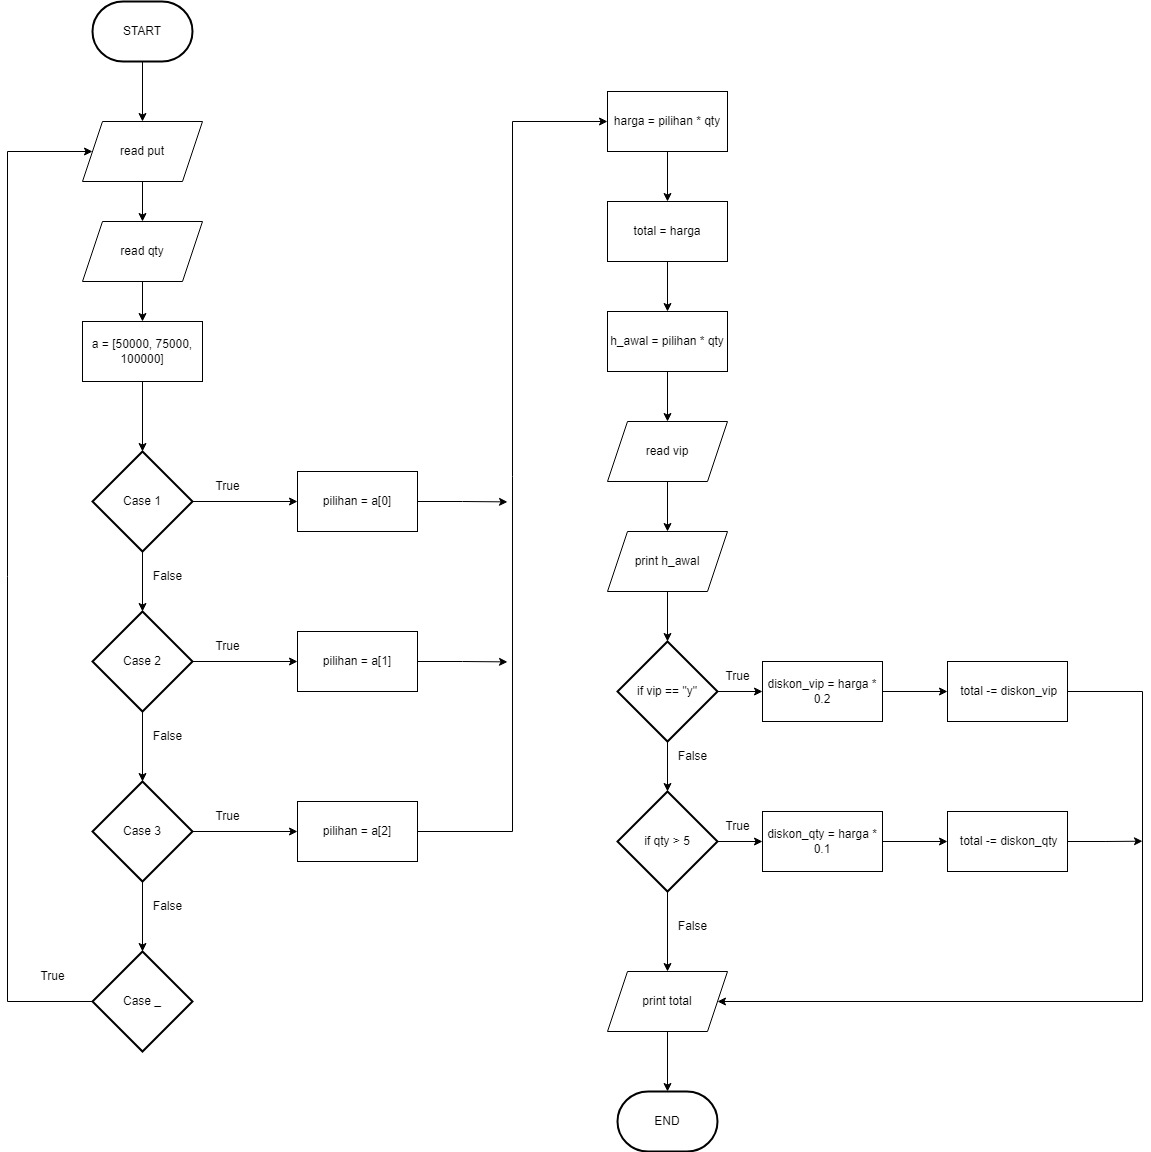 START
read put
read qty
a = [50000, 75000,
100000]
Case 1
True
pilihan = a[0]
False
Case 2
True
pilihan = a[1]
False
Case 3
True
pilihan = a[2]
False
Case _
True
harga = pilihan * qty
total = harga
h_awal = pilihan * qty
read vip
print h_awal
if vip == "y"
True
diskon_vip = harga *
0.2
total -= diskon_vip
False
if qty > 5
True
diskon_qty = harga *
0.1
total -= diskon_qty
False
print total
END